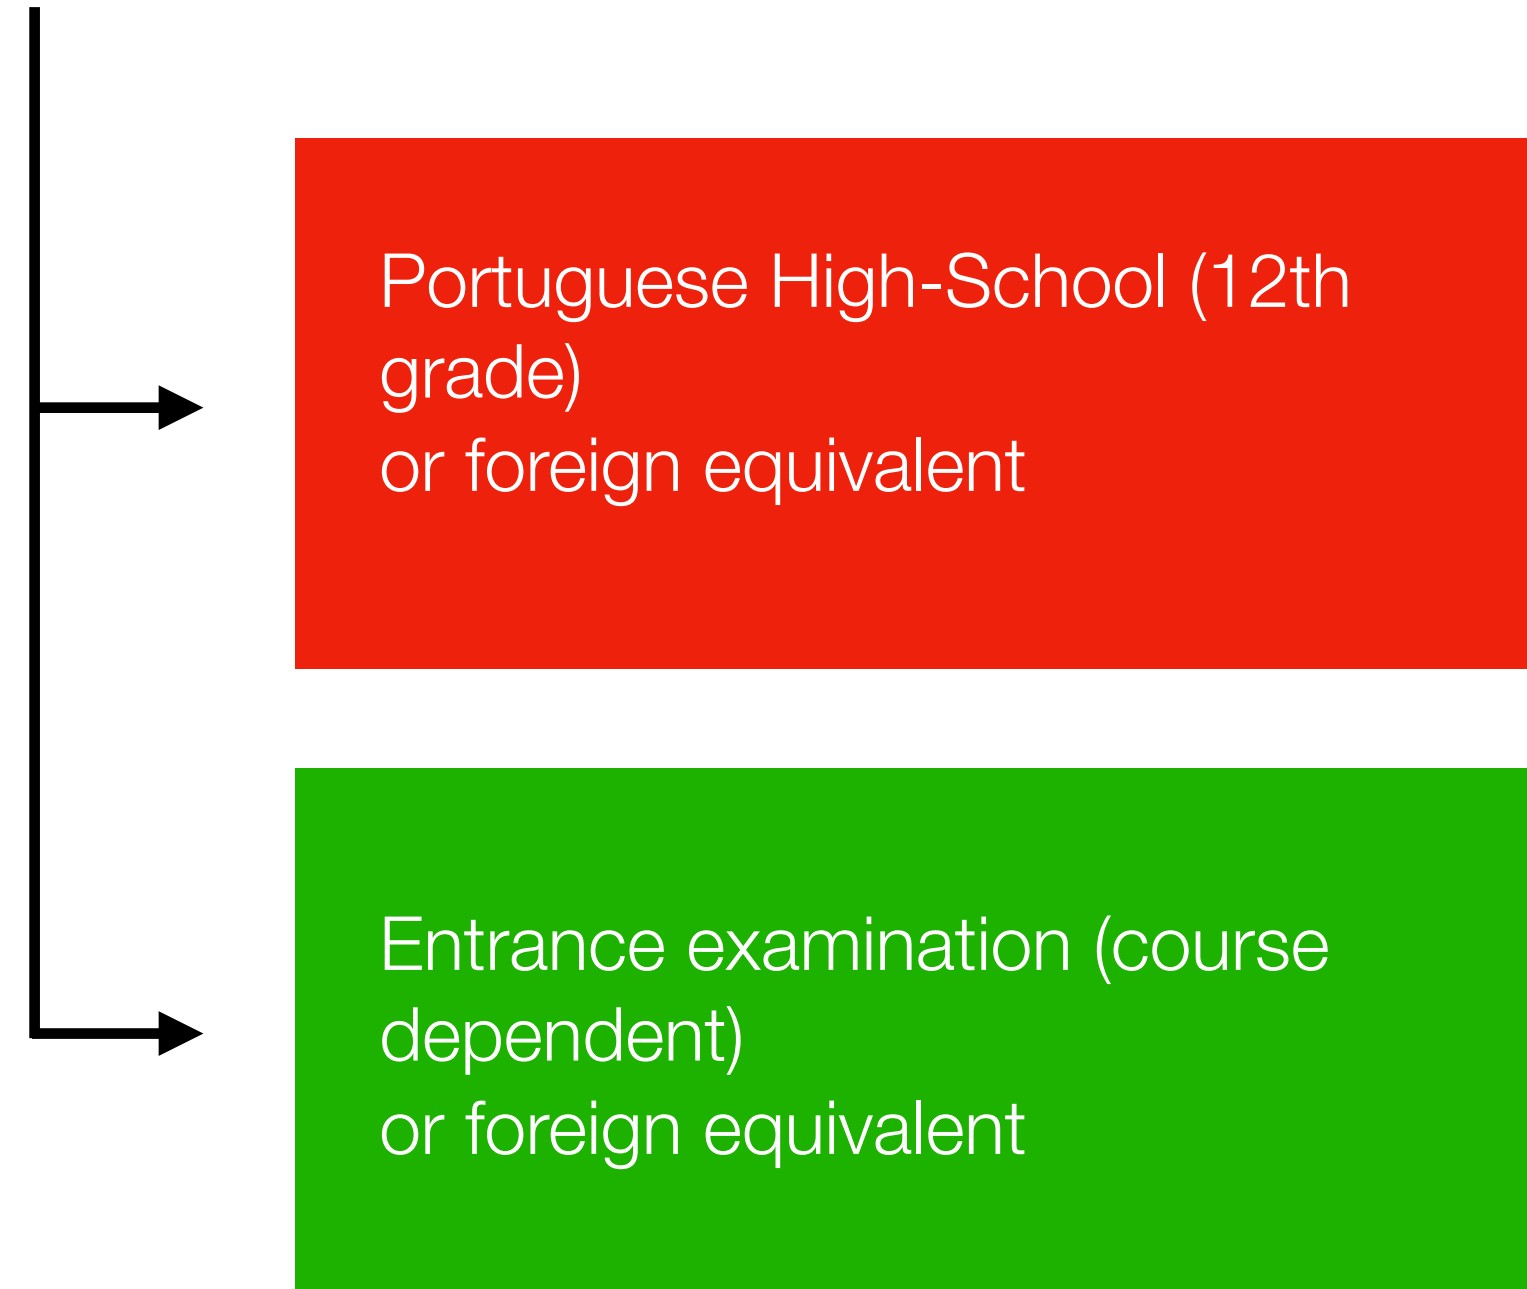 Portuguese High-School (12th
grade)
or foreign equivalent
Entrance examination (course
dependent)
or foreign equivalent